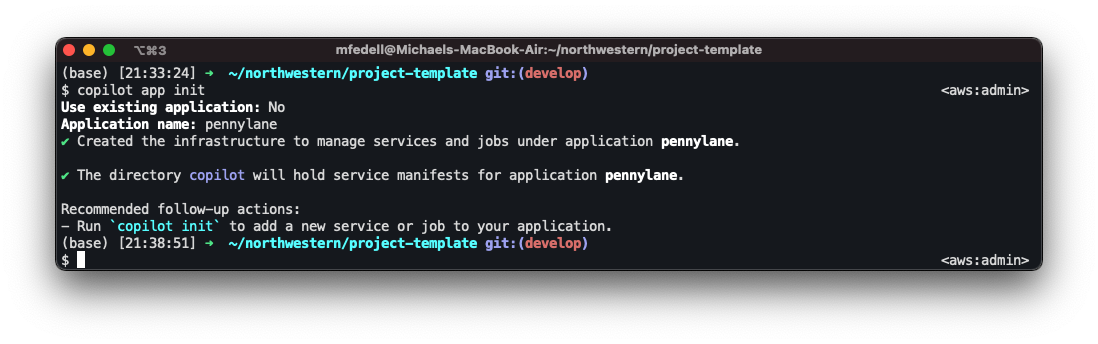 ⌥⌘3 mfedell@Michaels-MacBook-Air:~/northwestern/project-template
(base) [21:33:24] ➜ ~/northwestern/project-template git:(develop)
$ copilot app init <aws:admin>
Use existing application: No
Application name: pennylane
✔ Created the infrastructure to manage services and jobs under application pennylane.
✔ The directory copilot will hold service manifests for application pennylane.
Recommended follow-up actions:
– Run `copilot init` to add a new service or job to your application.
(base) [21:38:51] ➜ ~/northwestern/project-template git:(develop)
$ <aws:admin>